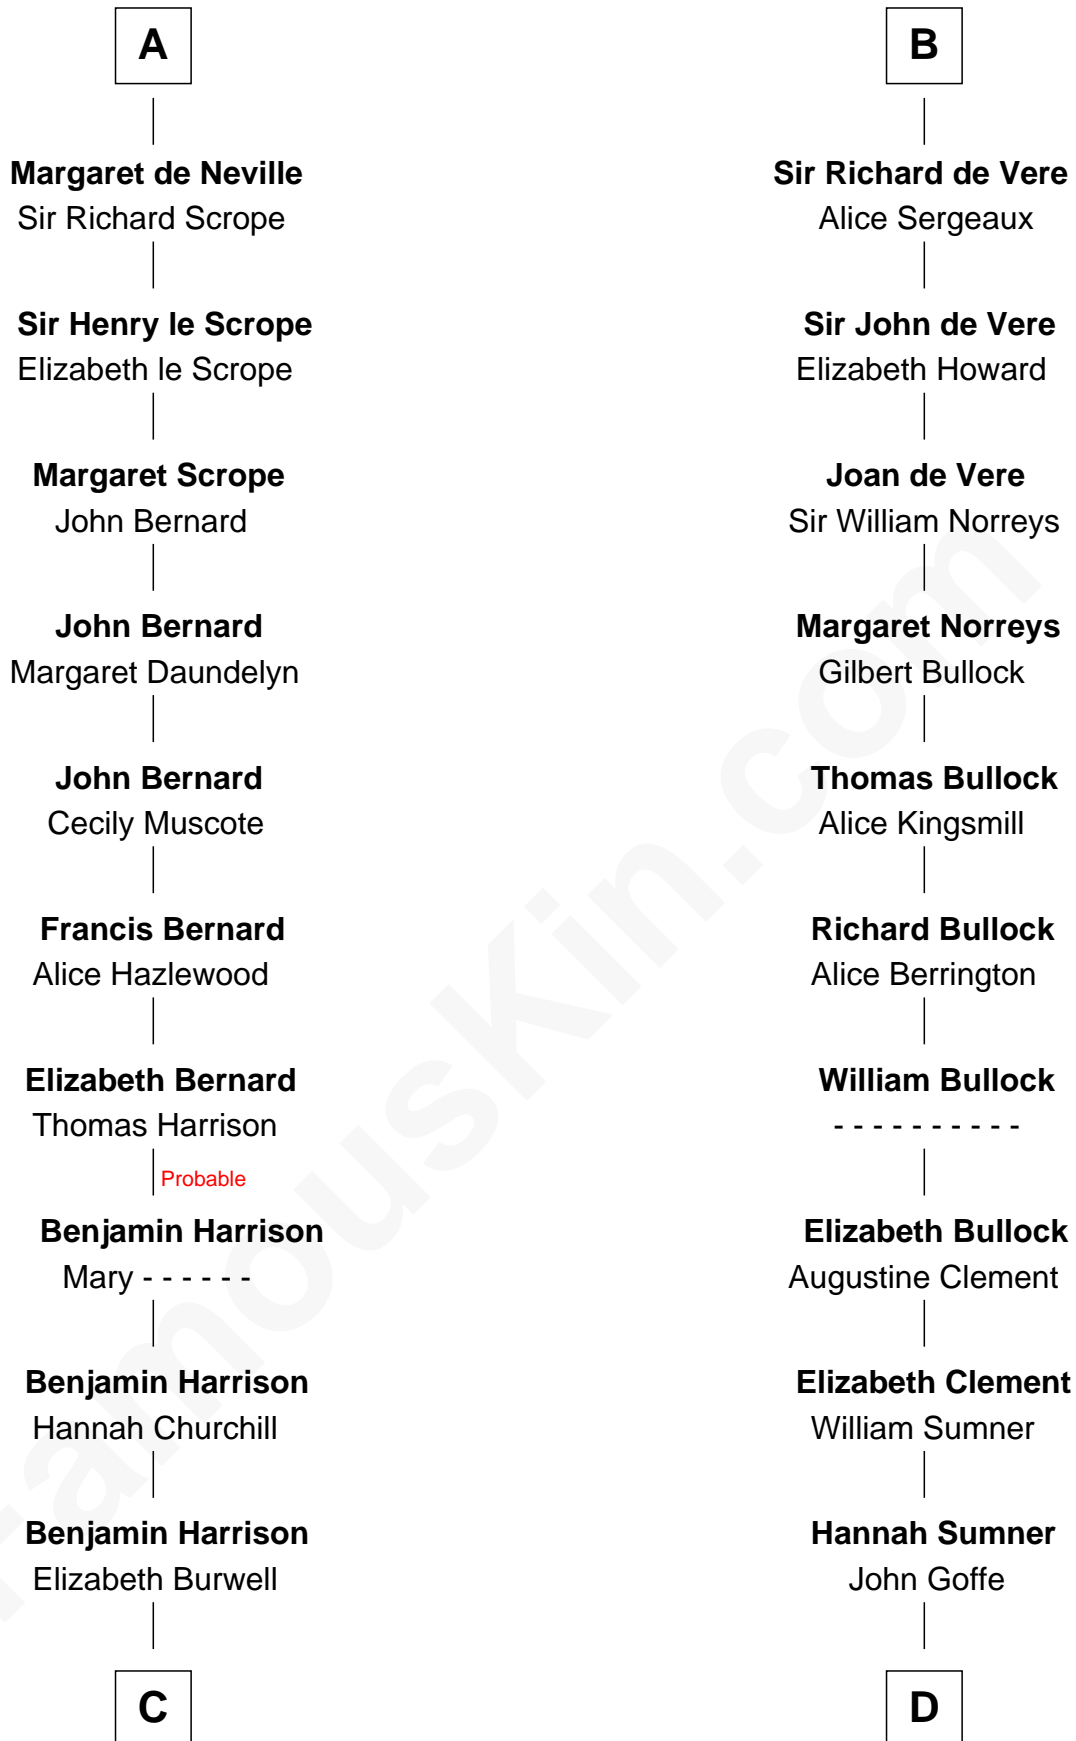 A
Margaret de Neville
Sir Richard Scrope
Sir Henry le Scrope
Elizabeth le Scrope
Margaret Scrope
John Bernard
John Bernard
Margaret Daundelyn
John Bernard
Cecily Muscote
Francis Bernard
Alice Hazlewood
Elizabeth Bernard
Thomas Harrison
Probable
Benjamin Harrison
Mary - - - - - -
Benjamin Harrison
Hannah Churchill
Benjamin Harrison
Elizabeth Burwell
C
B
Sir Richard de Vere
Alice Sergeaux
Sir John de Vere
Elizabeth Howard
Joan de Vere
Sir William Norreys
Margaret Norreys
Gilbert Bullock
Thomas Bullock
Alice Kingsmill
Richard Bullock
Alice Berrington
William Bullock
- - - - - - - - - -
Elizabeth Bullock
Augustine Clement
Elizabeth Clement
William Sumner
Hannah Sumner
John Goffe
D
FamousKin.com